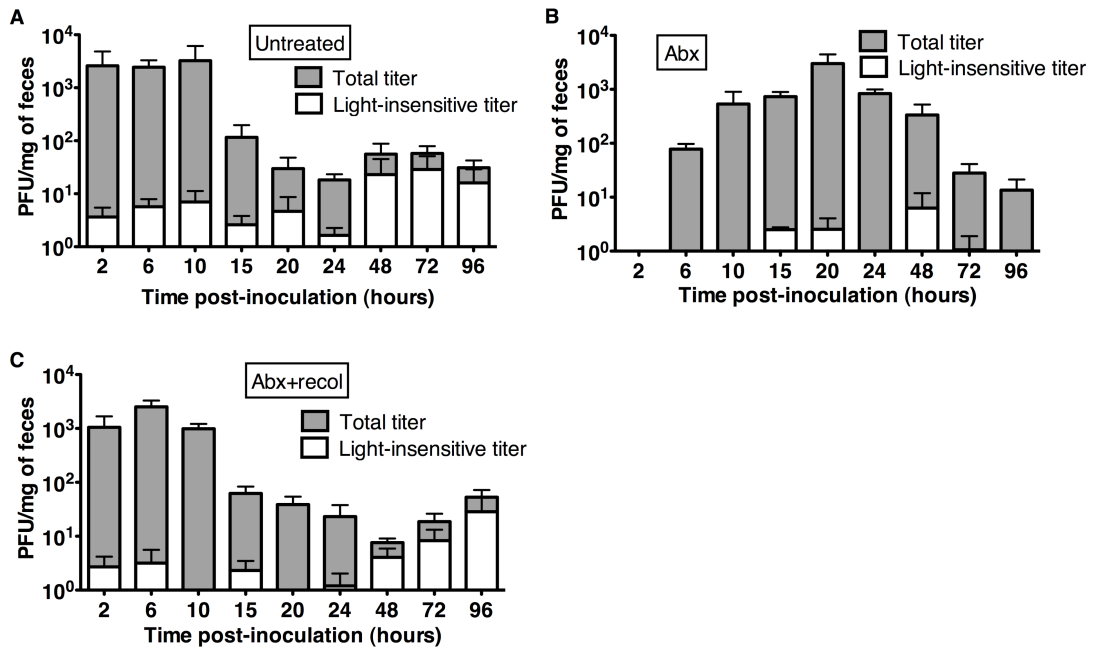 A
Untreated
Total titer
Light-insensitive titer
PFU/mg of feces
10⁴
10³
10²
10¹
10⁰
2 6 10 15 20 24 48 72 96
Time post-inoculation (hours)
B
Abx
Total titer
Light-insensitive titer
PFU/mg of feces
10⁴
10³
10²
10¹
10⁰
2 6 10 15 20 24 48 72 96
Time post-inoculation (hours)
C
Abx+recol
Total titer
Light-insensitive titer
PFU/mg of feces
10⁴
10³
10²
10¹
10⁰
2 6 10 15 20 24 48 72 96
Time post-inoculation (hours)